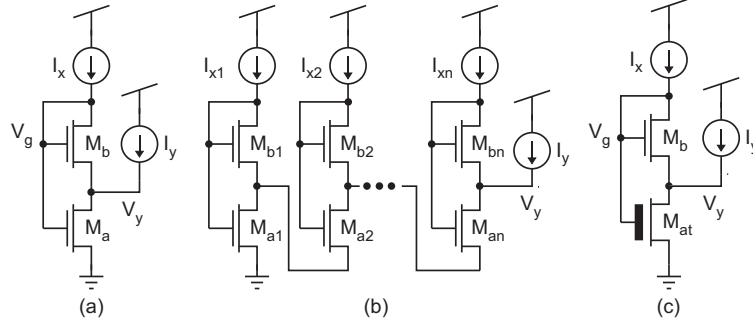 I_x
V_g
M_b
I_y
V_y
M_a
(a)
I_x1
I_x2
I_xn
M_b1
M_b2
M_bn
I_y
V_y
M_a1
M_a2
M_an
(b)
I_x
V_g
M_b
I_y
V_y
M_at
(c)